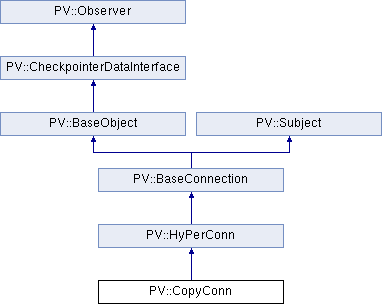 PV::Observer
PV::CheckpointerDataInterface
PV::BaseObject
PV::Subject
PV::BaseConnection
PV::HyPerConn
PV::CopyConn